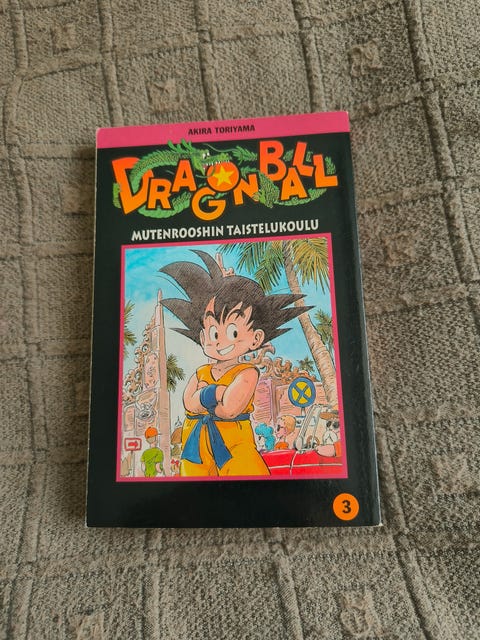 AKIRA TORIYAMA
DRAGON BALL
MUTENROOSHIN TAISTELUKOULU
3